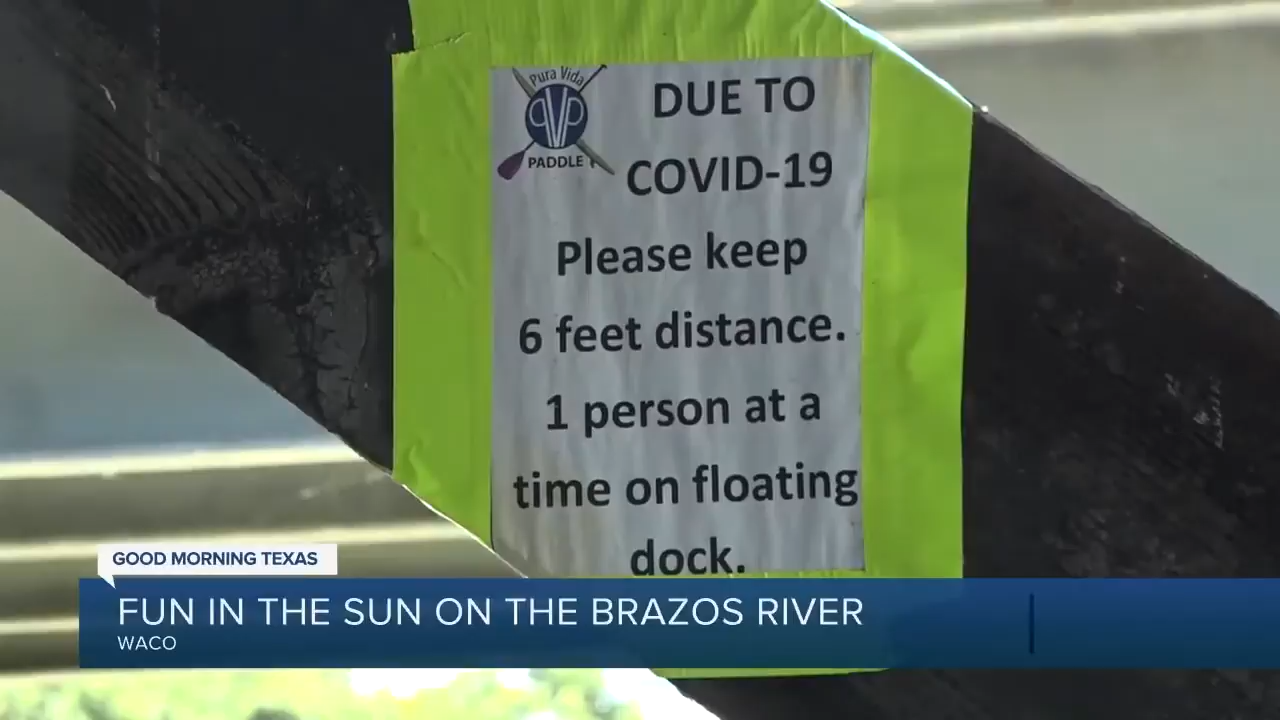 Pura Vida
PVP
PADDLE
DUE TO
COVID-19
Please keep
6 feet distance.
1 person at a
time on floating
dock.
GOOD MORNING TEXAS
FUN IN THE SUN ON THE BRAZOS RIVER
WACO